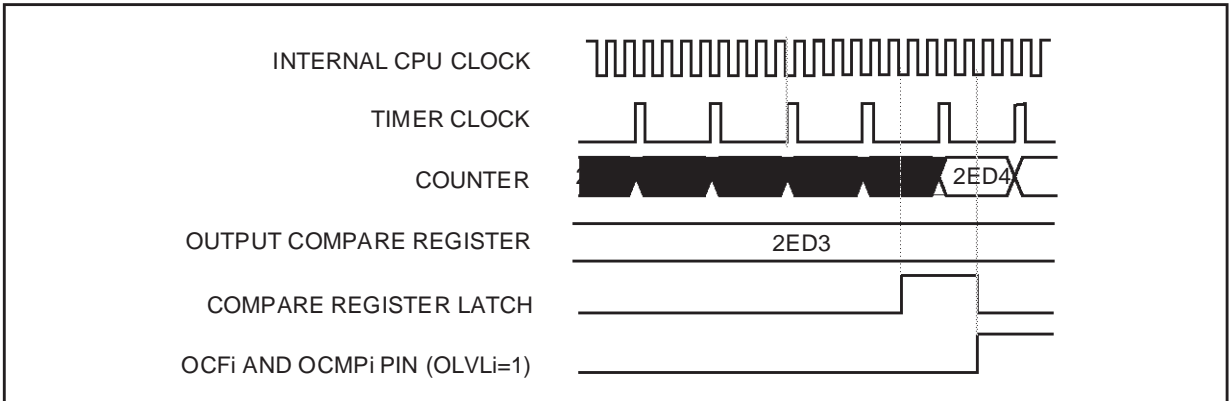 INTERNAL CPU CLOCK
TIMER CLOCK
COUNTER
2ED4
OUTPUT COMPARE REGISTER
2ED3
COMPARE REGISTER LATCH
OCFi AND OCMPi PIN (OLVLi=1)